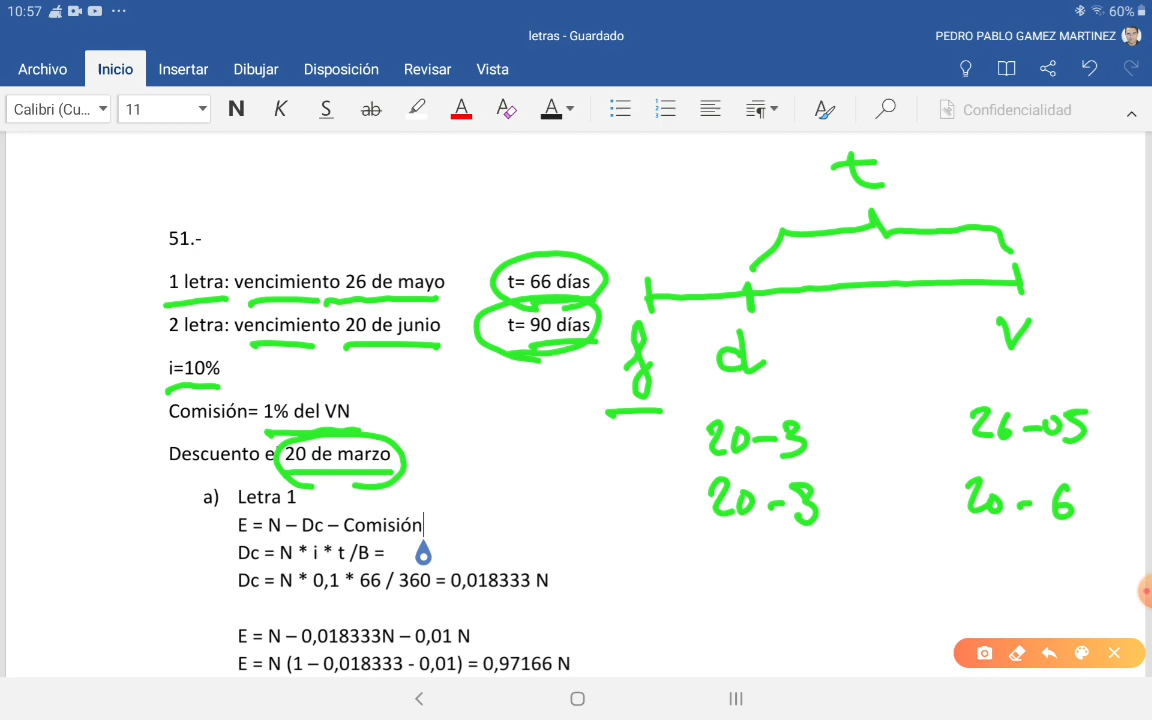 10:57 ...
60%
letras - Guardado
PEDRO PABLO GAMEZ MARTINEZ
Archivo Inicio Insertar Dibujar Disposición Revisar Vista
Calibri (Cu... 11 N K S ab A A A Confidencialidad
t
51.-
1 letra: vencimiento 26 de mayo t= 66 días
2 letra: vencimiento 20 de junio t= 90 días
f d v
i=10%
Comisión= 1% del VN
20-3 26-05
Descuento e 20 de marzo
20-3 20-6
a) Letra 1
E = N – Dc – Comisión
Dc = N * i * t /B =
Dc = N * 0,1 * 66 / 360 = 0,018333 N
E = N – 0,018333N – 0,01 N
E = N (1 – 0,018333 - 0,01) = 0,97166 N